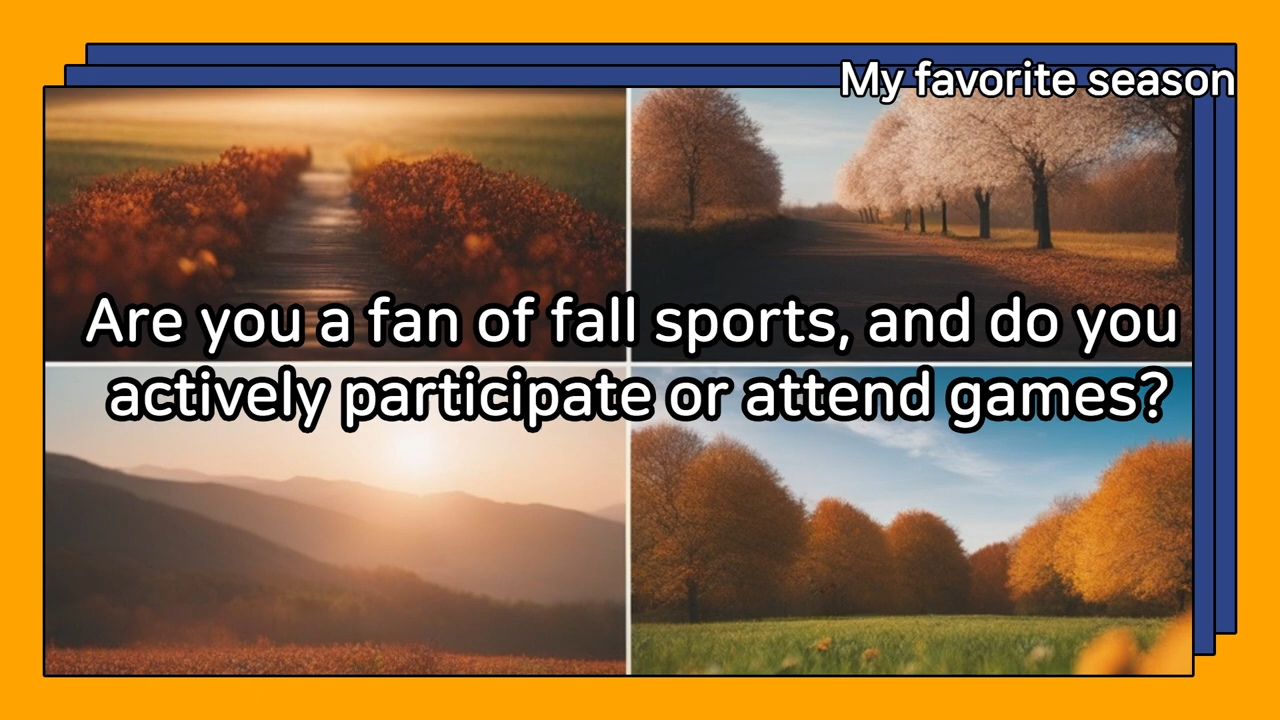 My favorite season
Are you a fan of fall sports, and do you
actively participate or attend games?